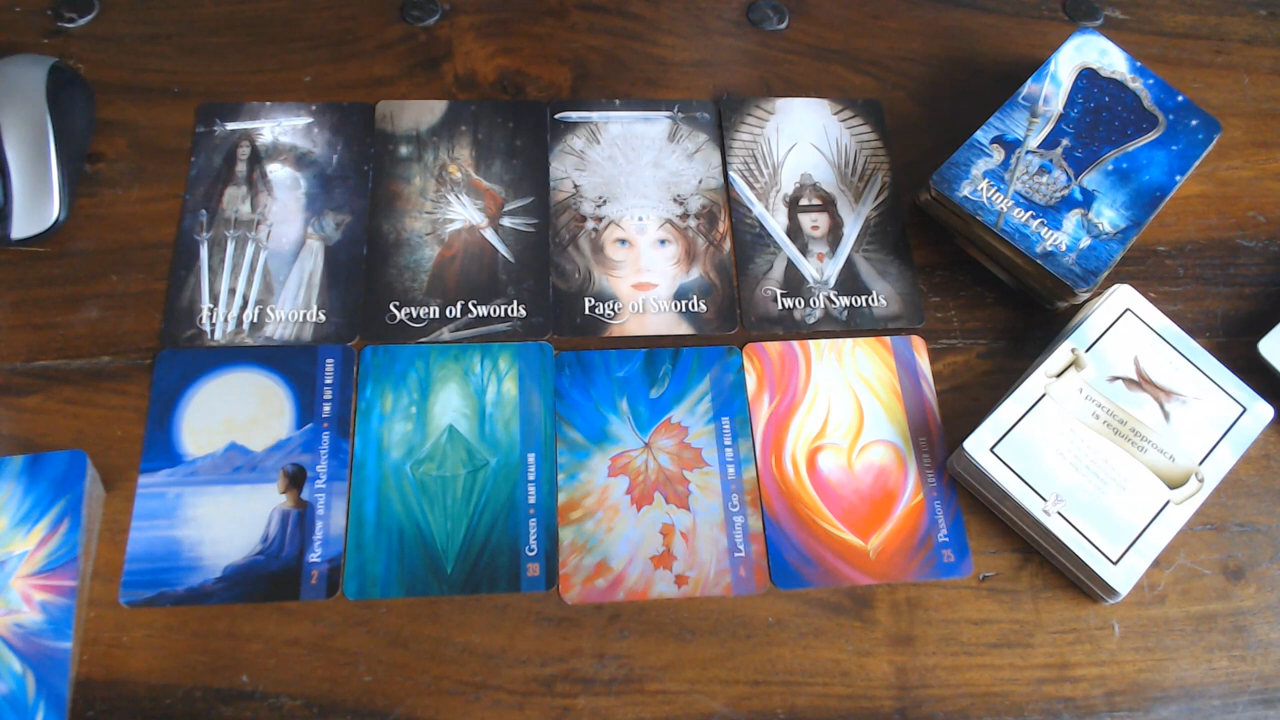 Five of Swords
Seven of Swords
Page of Swords
Two of Swords
King of Cups
Review and Reflection • TIME OUT NEEDED
2
Green • HEART HEALING
39
Letting Go • TIME FOR RELEASE
4
Passion • LOVE FOR LIFE
25
A practical approach
is required!